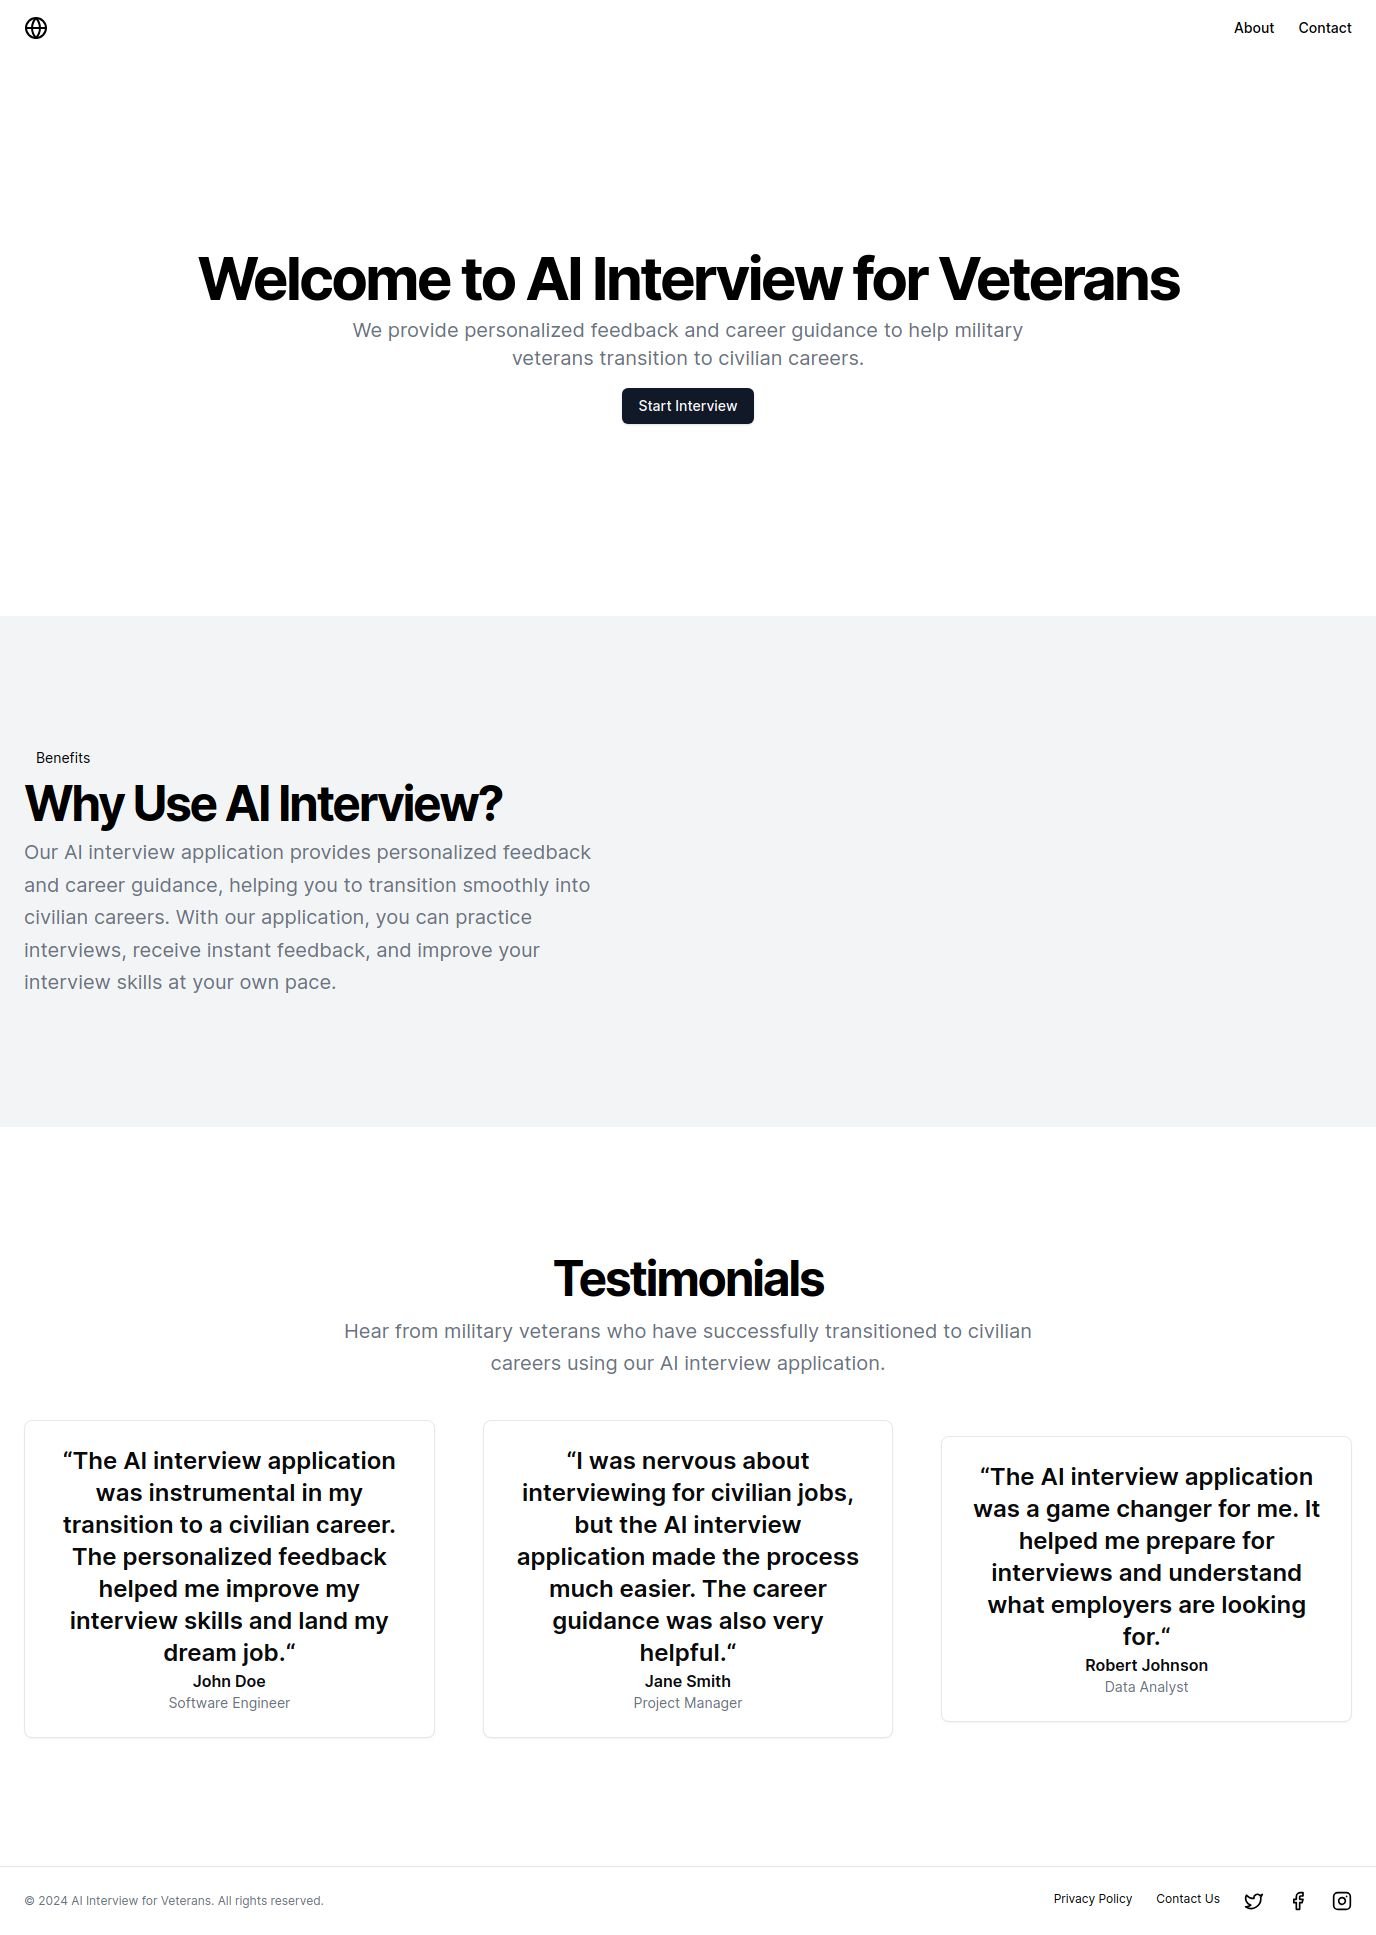 About Contact
Welcome to AI Interview for Veterans
We provide personalized feedback and career guidance to help military
veterans transition to civilian careers.
Start Interview
Benefits
Why Use AI Interview?
Our AI interview application provides personalized feedback
and career guidance, helping you to transition smoothly into
civilian careers. With our application, you can practice
interviews, receive instant feedback, and improve your
interview skills at your own pace.
Testimonials
Hear from military veterans who have successfully transitioned to civilian
careers using our AI interview application.
“The AI interview application
was instrumental in my
transition to a civilian career.
The personalized feedback
helped me improve my
interview skills and land my
dream job.“
John Doe
Software Engineer
“I was nervous about
interviewing for civilian jobs,
but the AI interview
application made the process
much easier. The career
guidance was also very
helpful.“
Jane Smith
Project Manager
“The AI interview application
was a game changer for me. It
helped me prepare for
interviews and understand
what employers are looking
for.“
Robert Johnson
Data Analyst
© 2024 AI Interview for Veterans. All rights reserved.
Privacy Policy Contact Us